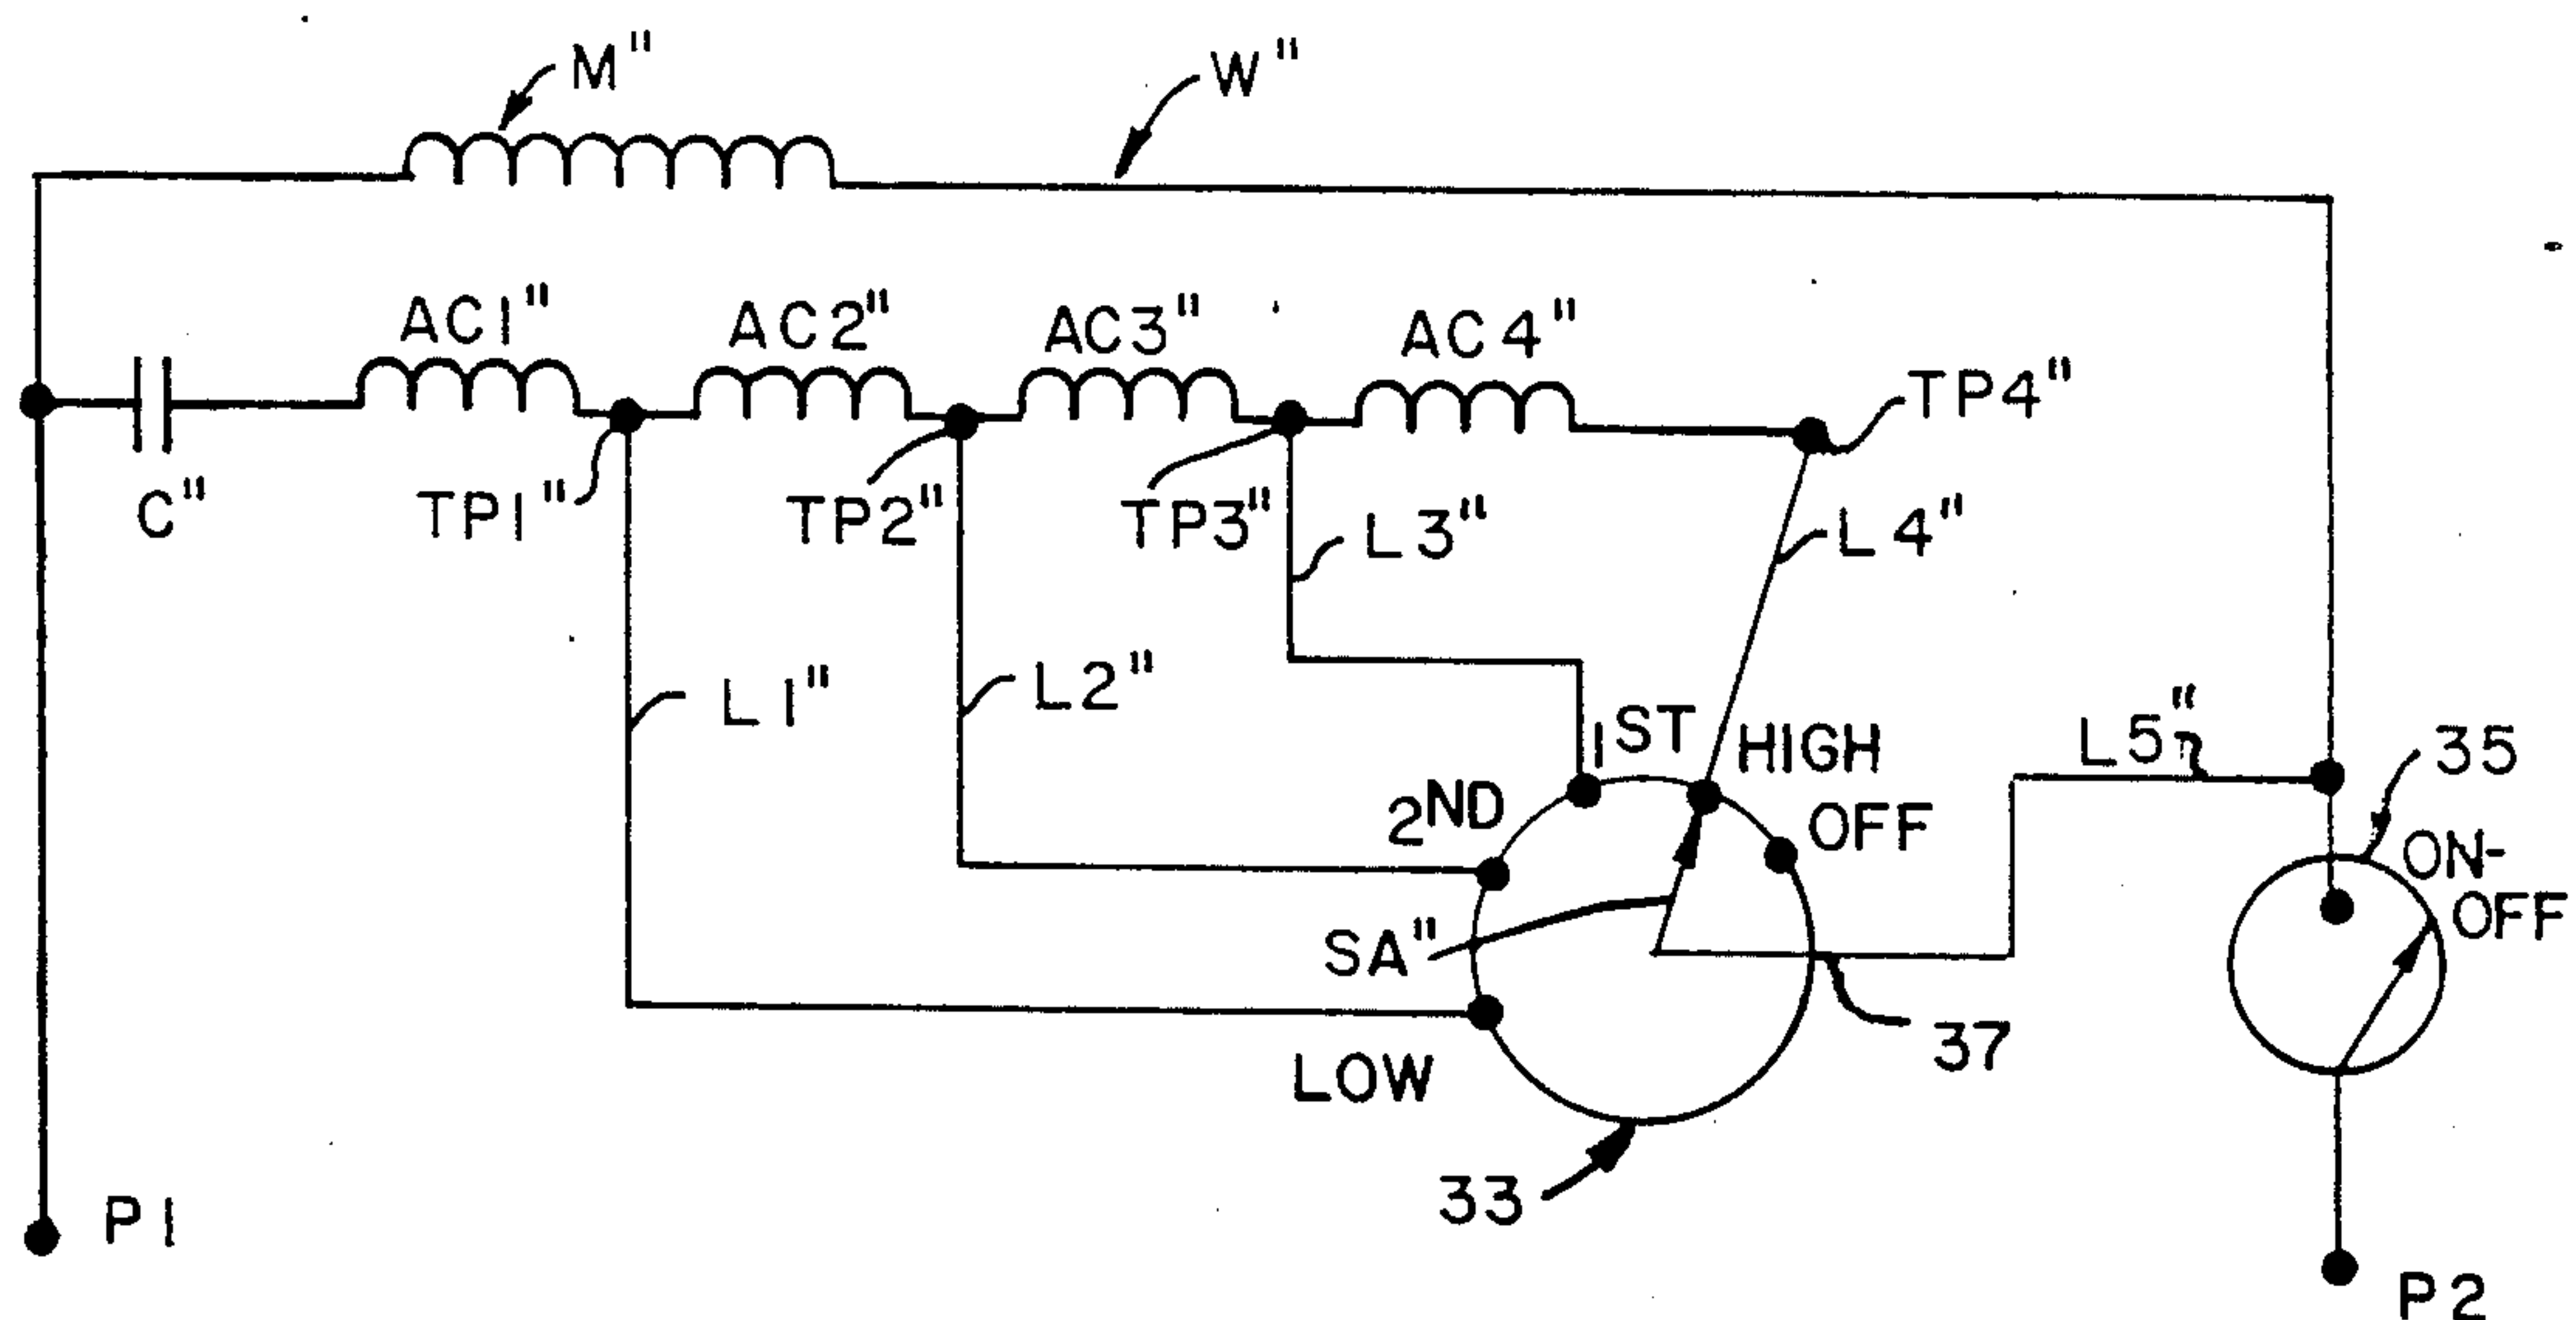 M"
W"
AC1"
AC2"
AC3"
AC4"
TP4"
C"
TP1"
TP2"
TP3"
L3"
L4"
L1"
L2"
1ST
HIGH
L5"
35
2ND
OFF
ON-
OFF
SA"
37
LOW
33
P1
P2